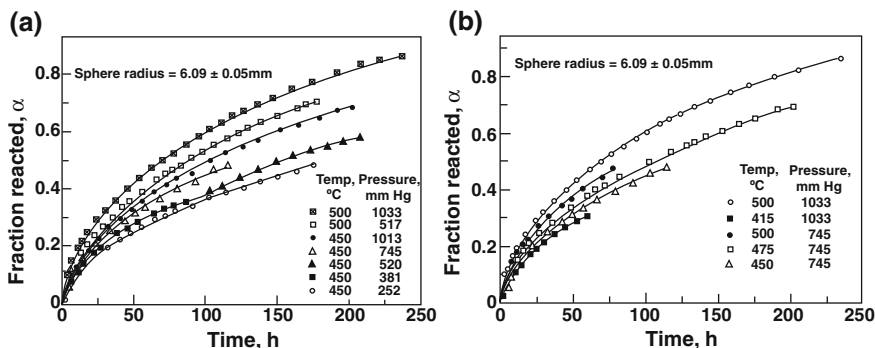 (a)
Sphere radius = 6.09 ± 0.05mm
Fraction reacted, α
0.8
0.6
0.4
0.2
0
0 50 100 150 200 250
Time, h
Temp, Pressure,
ºC mm Hg
500 1033
500 517
450 1013
450 745
450 520
450 381
450 252
(b)
Sphere radius = 6.09 ± 0.05mm
Fraction reacted, α
0.8
0.6
0.4
0.2
0
0 50 100 150 200 250
Time, h
Temp, Pressure,
ºC mm Hg
500 1033
415 1033
500 745
475 745
450 745